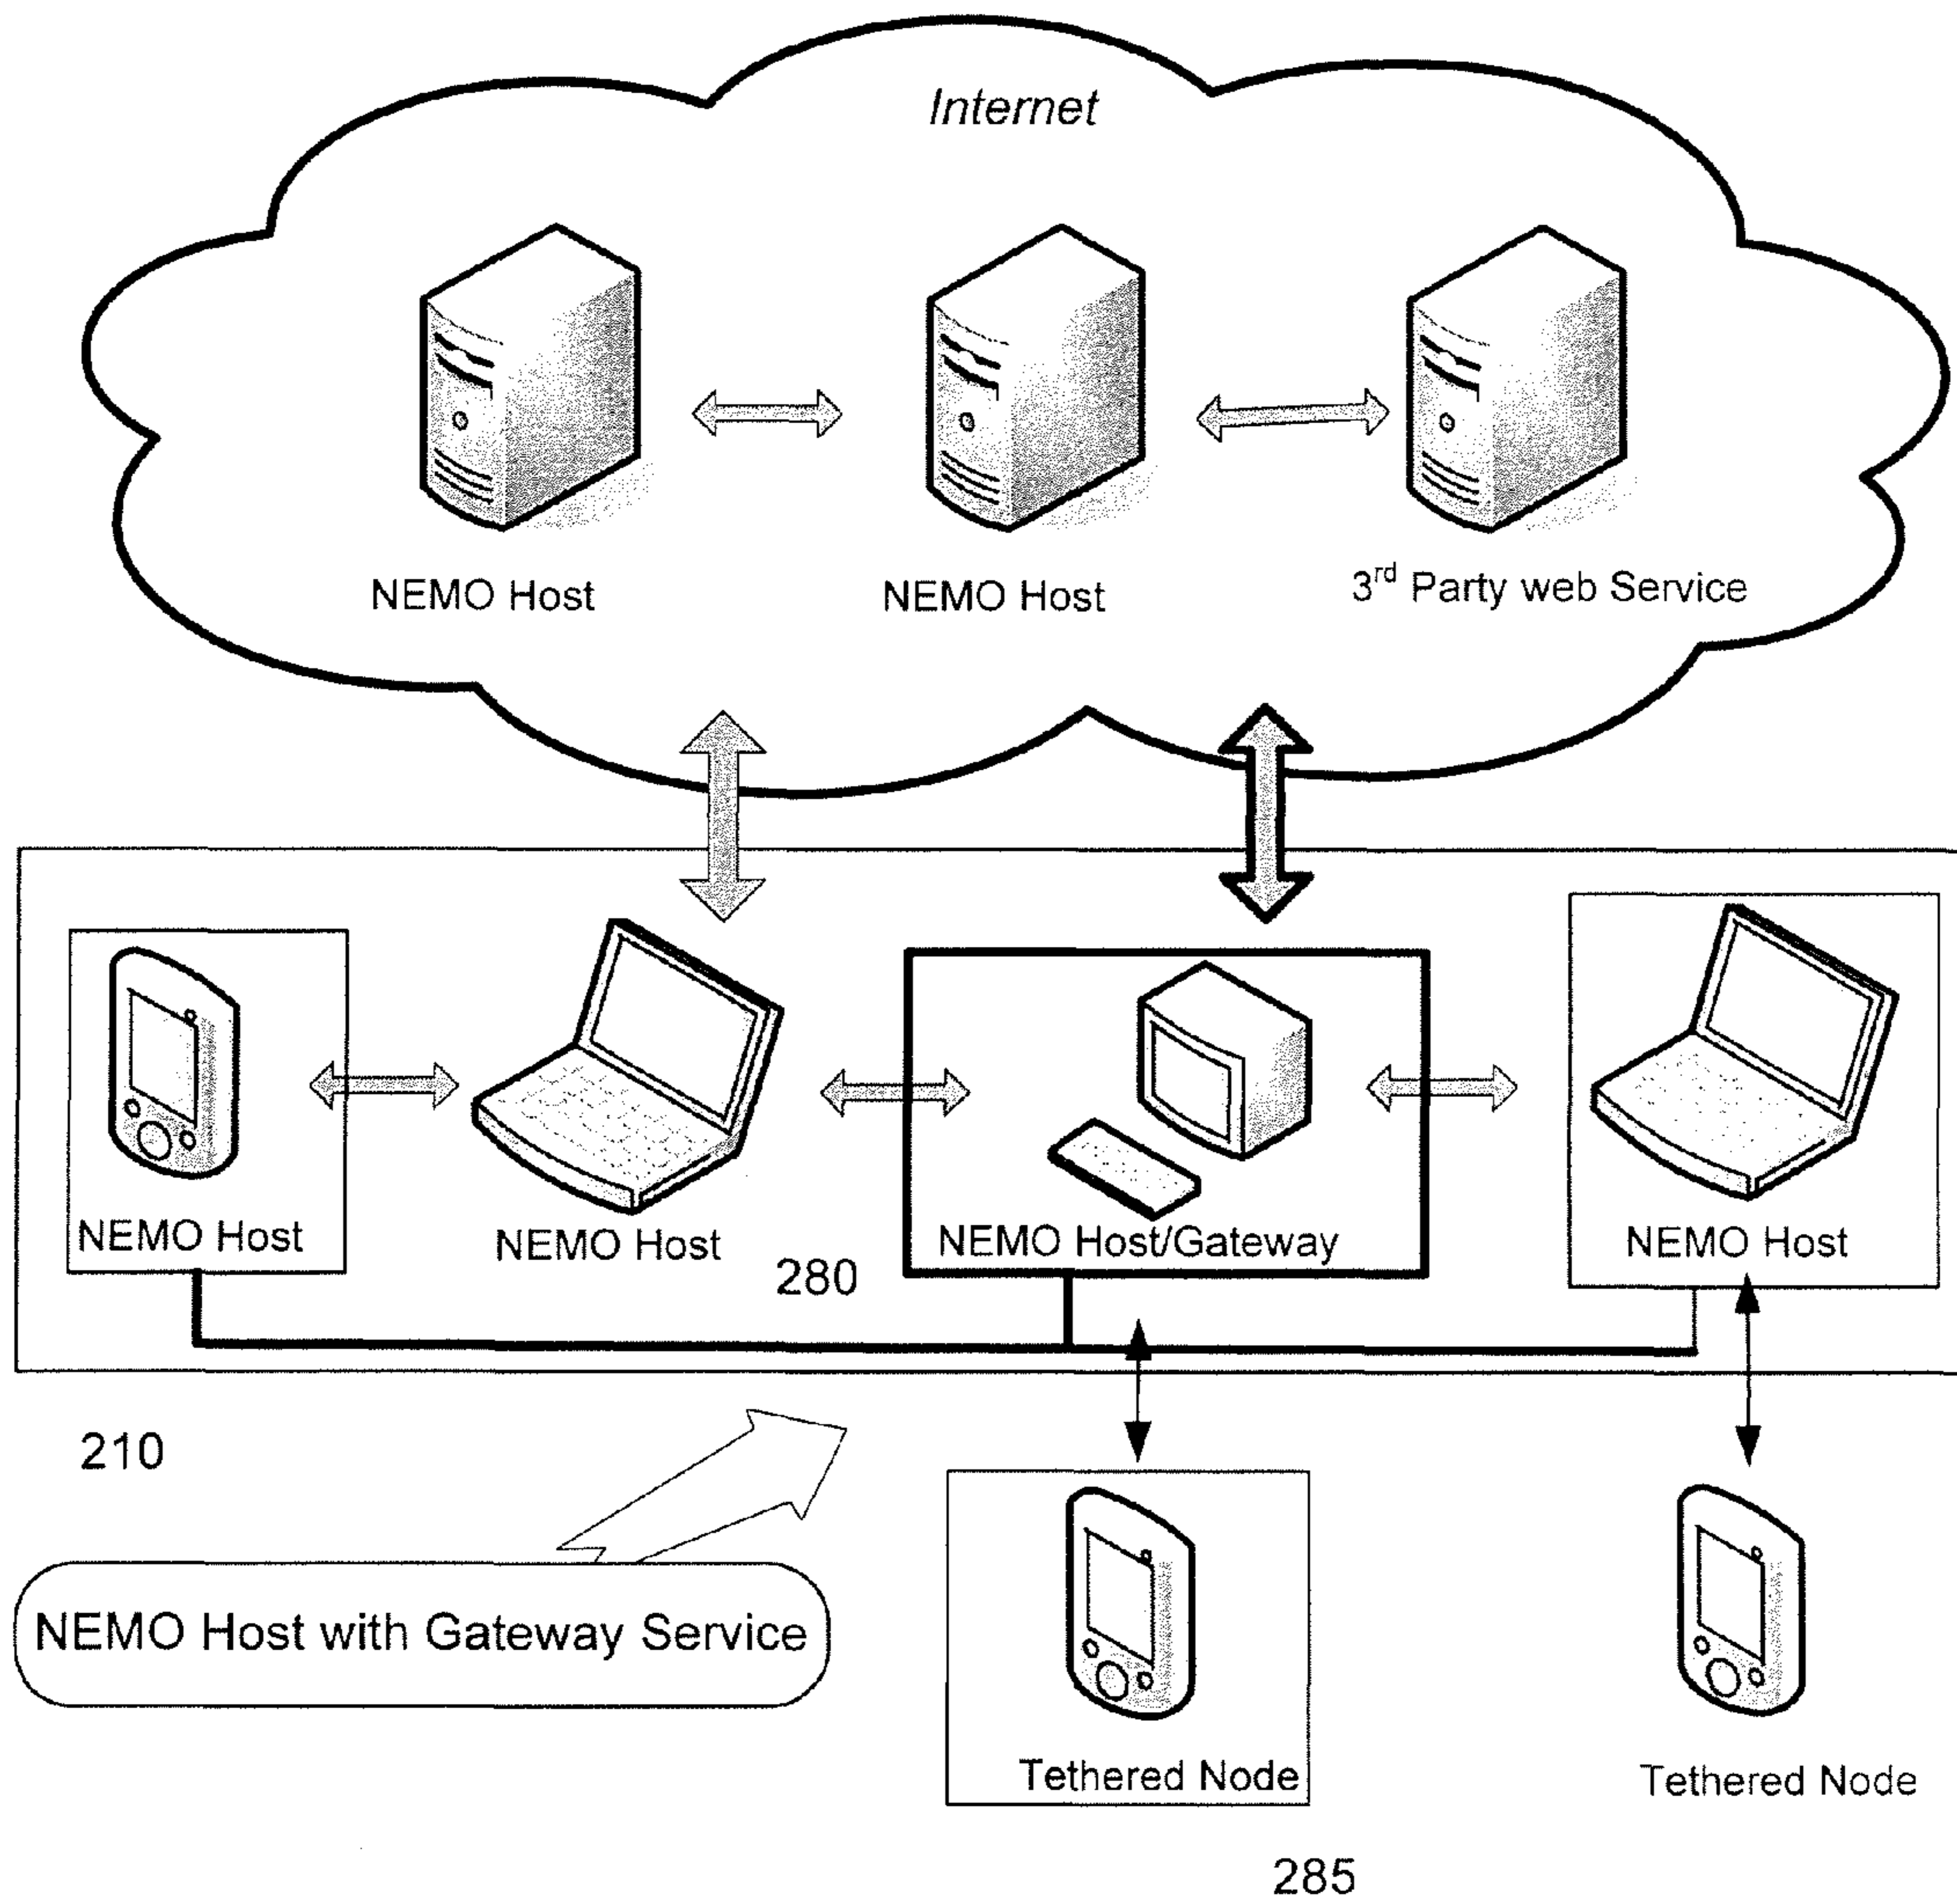 Internet
NEMO Host
NEMO Host
3rd Party web Service
NEMO Host
NEMO Host
280
NEMO Host/Gateway
NEMO Host
210
NEMO Host with Gateway Service
Tethered Node
Tethered Node
285